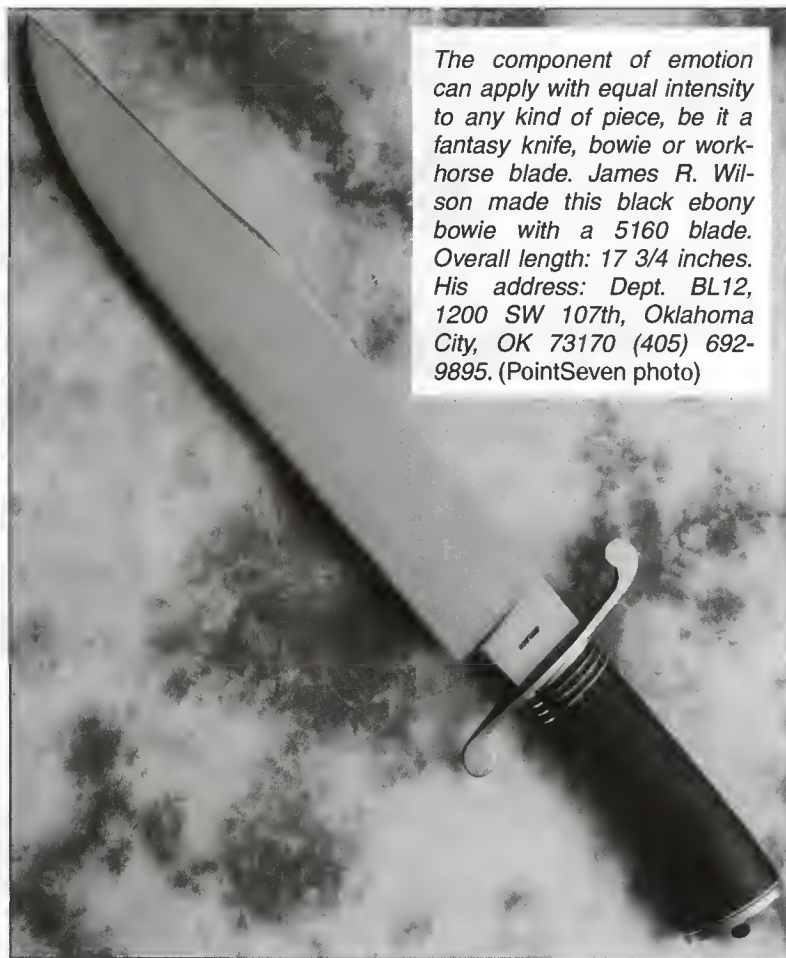 The component of emotion
can apply with equal intensity
to any kind of piece, be it a
fantasy knife, bowie or work-
horse blade. James R. Wil-
son made this black ebony
bowie with a 5160 blade.
Overall length: 17 3/4 inches.
His address: Dept. BL12,
1200 SW 107th, Oklahoma
City, OK 73170 (405) 692-
9895. (PointSeven photo)